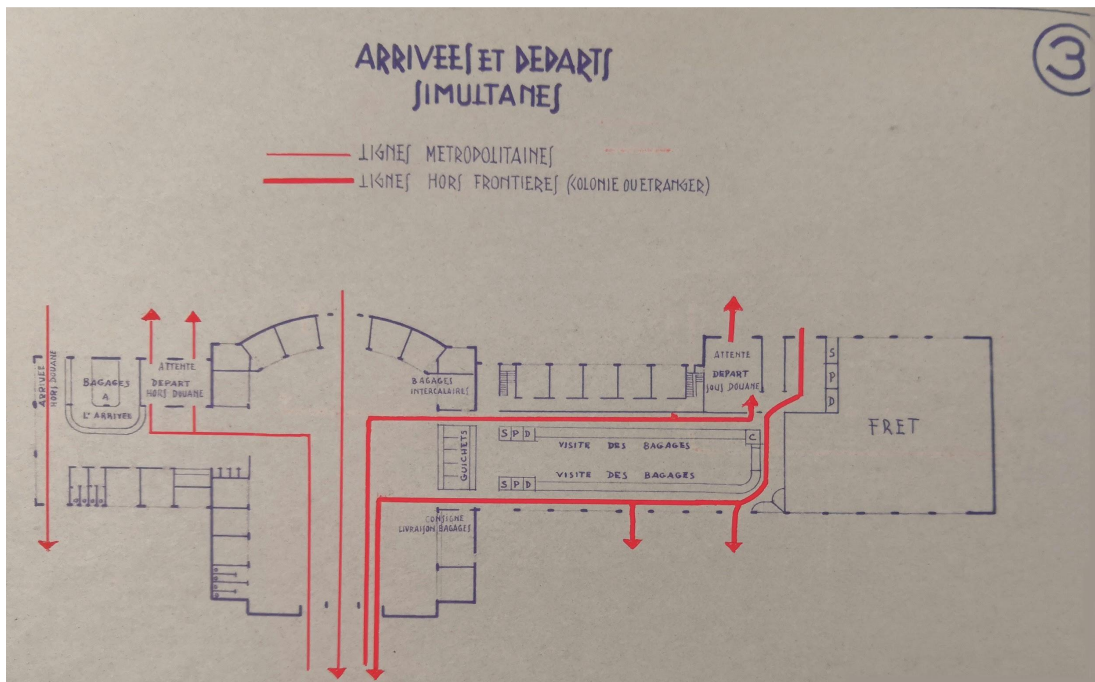 ARRIVEES ET DEPARTS
SIMULTANES
3
LIGNES METROPOLITAINES
LIGNES HORS FRONTIERES (COLONIE OU ETRANGER)
ARRIVEE
HORS DOUANE
BAGAGES
A
L'ARRIVEE
ATTENTE
DEPART
HORS DOUANE
BAGAGES
INTERCALAIRES
ATTENTE
DEPART
SOUS DOUANE
S
P
D
FRET
GUICHETS
S P D
VISITE DES BAGAGES
C
VISITE DES BAGAGES
S P D
CONSIGNE
LIVRAISON BAGAGES